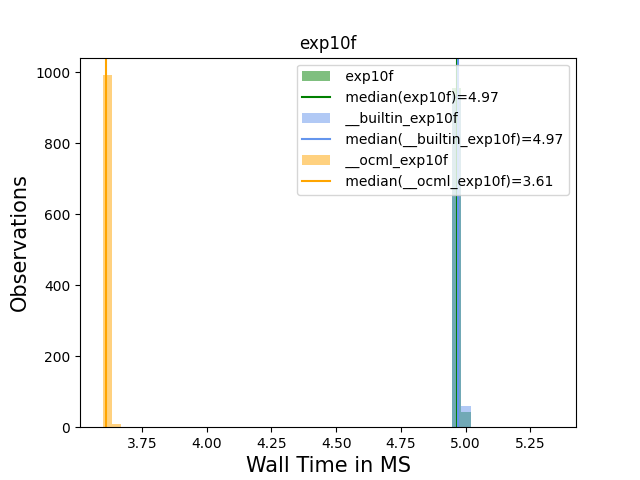 exp10f
1000
800
600
400
200
0
Observations
exp10f
median(exp10f)=4.97
__builtin_exp10f
median(__builtin_exp10f)=4.97
__ocml_exp10f
median(__ocml_exp10f)=3.61
3.75 4.00 4.25 4.50 4.75 5.00 5.25
Wall Time in MS